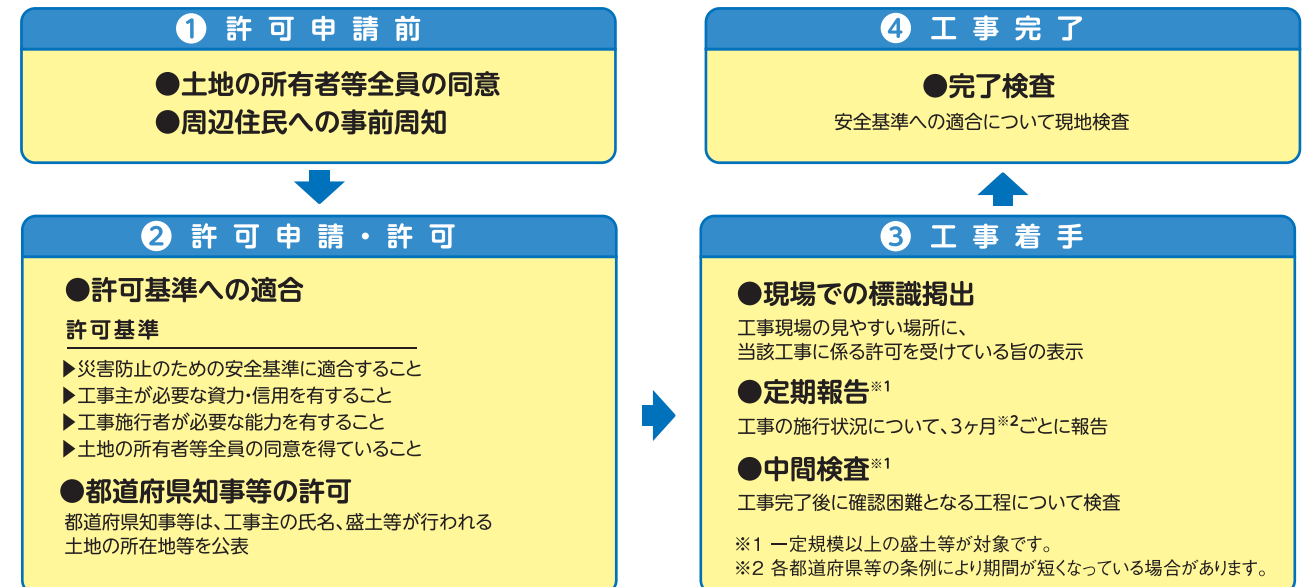 ❶ 許可申請前
●土地の所有者等全員の同意
●周辺住民への事前周知
❷ 許可申請・許可
●許可基準への適合
許可基準
▶災害防止のための安全基準に適合すること
▶工事主が必要な資力・信用を有すること
▶工事施行者が必要な能力を有すること
▶土地の所有者等全員の同意を得ていること
●都道府県知事等の許可
都道府県知事等は、工事主の氏名、盛土等が行われる
土地の所在地等を公表
❸ 工事着手
●現場での標識掲出
工事現場の見やすい場所に、
当該工事に係る許可を受けている旨の表示
●定期報告※1
工事の施行状況について、3ヶ月※2ごとに報告
●中間検査※1
工事完了後に確認困難となる工程について検査
※1 一定規模以上の盛土等が対象です。
※2 各都道府県等の条例により期間が短くなっている場合があります。
❹ 工事完了
●完了検査
安全基準への適合について現地検査